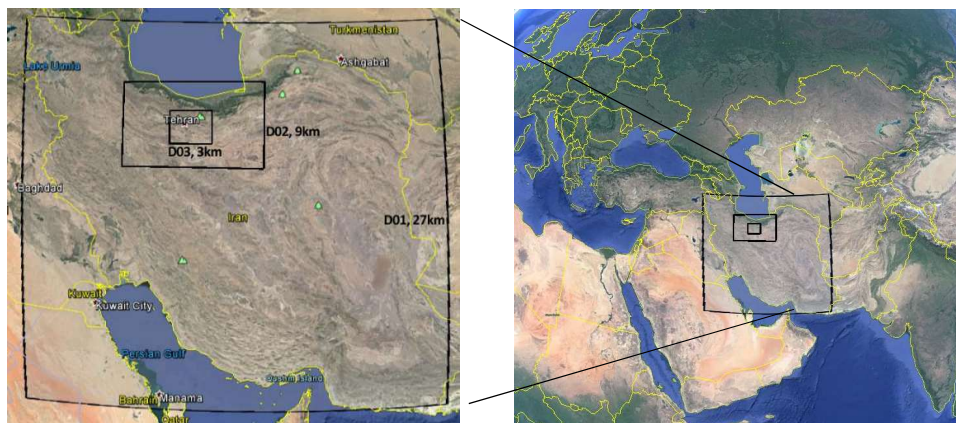 Turkmenistan
Ashgabat
Lake Urmia
Tehran
D02, 9km
D03, 3km
Baghdad
Iran
D01, 27km
Kuwait
Kuwait City
Persian Gulf
Qushm Island
Bahrain
Manama
Qatar